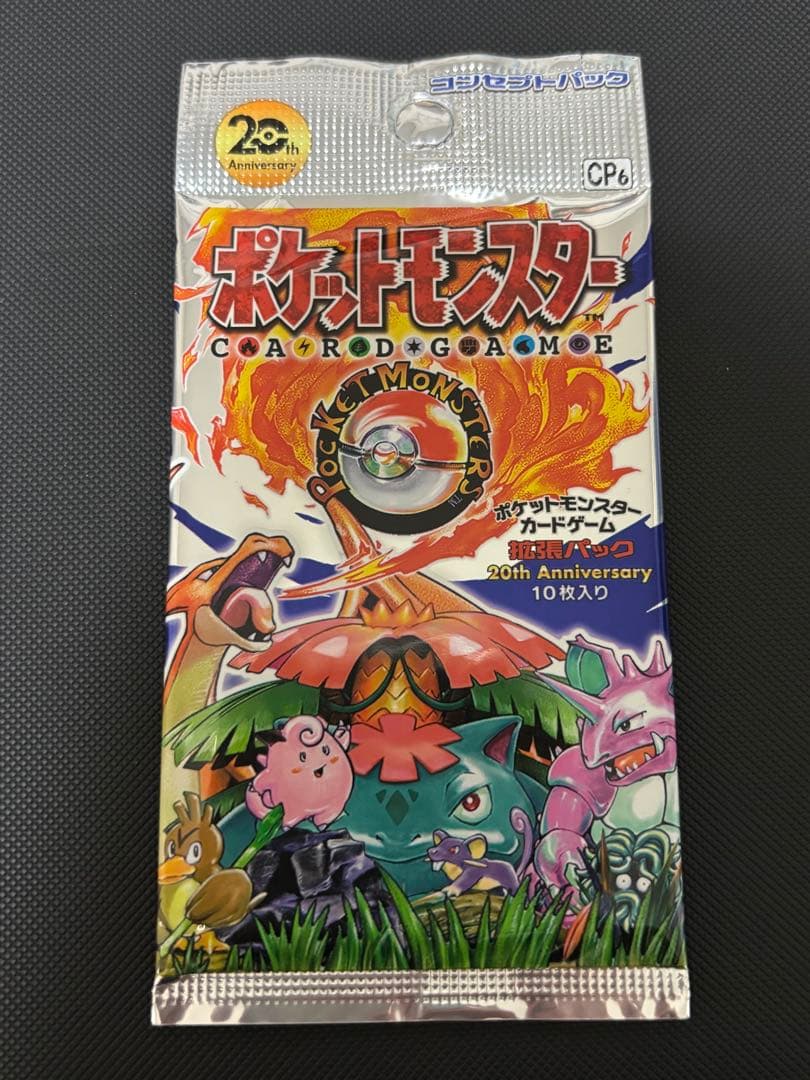 コンセプトパック
20th
Anniversary
CP6
ポケットモンスター
TM
CARD GAME
POCKET MONSTERS TM
ポケットモンスター
カードゲーム
拡張パック
20th Anniversary
10枚入り